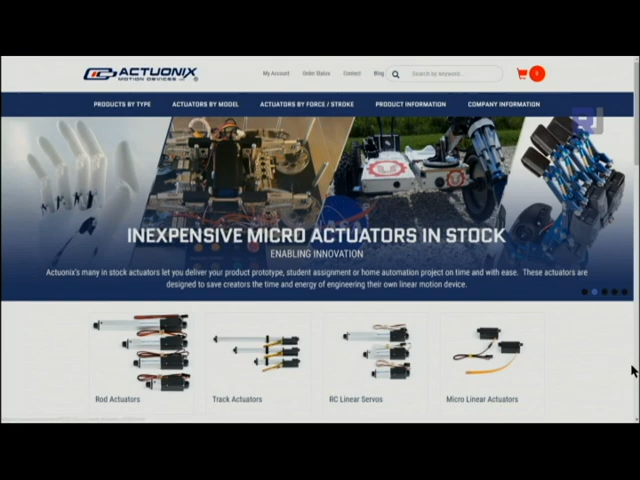 ACTUONIX
MOTION DEVICES
My Account Order Status Contact Blog Search by keyword...
PRODUCTS BY TYPE ACTUATORS BY MODEL ACTUATORS BY FORCE / STROKE PRODUCT INFORMATION COMPANY INFORMATION
INEXPENSIVE MICRO ACTUATORS IN STOCK
ENABLING INNOVATION
Actuonix's many in stock actuators let you deliver your product prototype, student assignment or home automation project on time and with ease. These actuators are
designed to save creators the time and energy of engineering their own linear motion device.
Rod Actuators Track Actuators RC Linear Servos Micro Linear Actuators